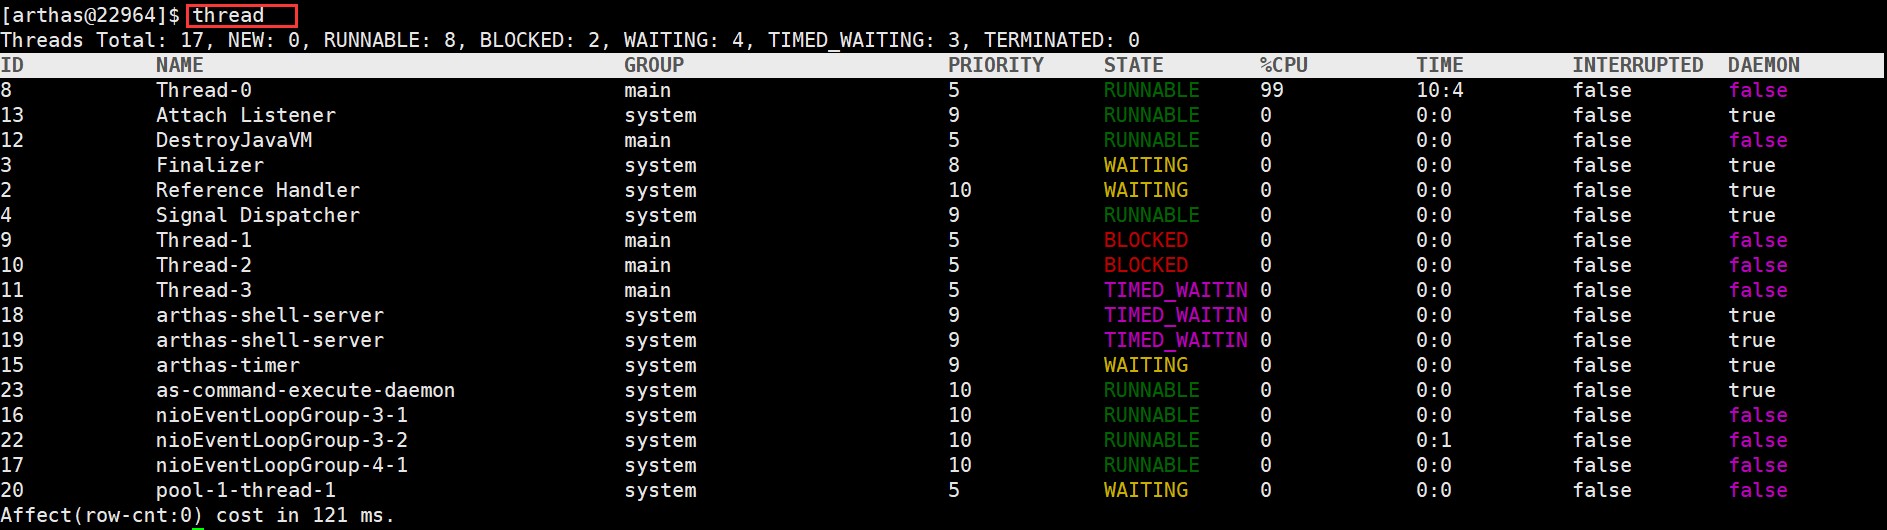 [arthas@22964]$ thread
Threads Total: 17, NEW: 0, RUNNABLE: 8, BLOCKED: 2, WAITING: 4, TIMED_WAITING: 3, TERMINATED: 0
ID NAME GROUP PRIORITY STATE %CPU TIME INTERRUPTED DAEMON
8 Thread-0 main 5 RUNNABLE 99 10:4 false false
13 Attach Listener system 9 RUNNABLE 0 0:0 false true
12 DestroyJavaVM main 5 RUNNABLE 0 0:0 false false
3 Finalizer system 8 WAITING 0 0:0 false true
2 Reference Handler system 10 WAITING 0 0:0 false true
4 Signal Dispatcher system 9 RUNNABLE 0 0:0 false true
9 Thread-1 main 5 BLOCKED 0 0:0 false false
10 Thread-2 main 5 BLOCKED 0 0:0 false false
11 Thread-3 main 5 TIMED_WAITIN 0 0:0 false false
18 arthas-shell-server system 9 TIMED_WAITIN 0 0:0 false true
19 arthas-shell-server system 9 TIMED_WAITIN 0 0:0 false true
15 arthas-timer system 9 WAITING 0 0:0 false true
23 as-command-execute-daemon system 10 RUNNABLE 0 0:0 false true
16 nioEventLoopGroup-3-1 system 10 RUNNABLE 0 0:0 false false
22 nioEventLoopGroup-3-2 system 10 RUNNABLE 0 0:1 false false
17 nioEventLoopGroup-4-1 system 10 RUNNABLE 0 0:0 false false
20 pool-1-thread-1 system 5 WAITING 0 0:0 false false
Affect(row-cnt:0) cost in 121 ms.